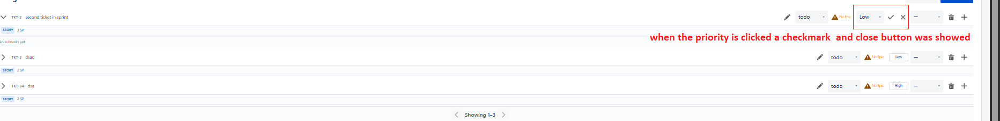 TKT-2 second ticket in sprint todo No Epic Low –
STORY 3 SP
when the priority is clicked a checkmark and close button was showed
No subtasks yet.
TKT-3 dsad todo No Epic Low –
STORY 2 SP
TKT-34 dsa todo No Epic High –
STORY 2 SP
Showing 1–3